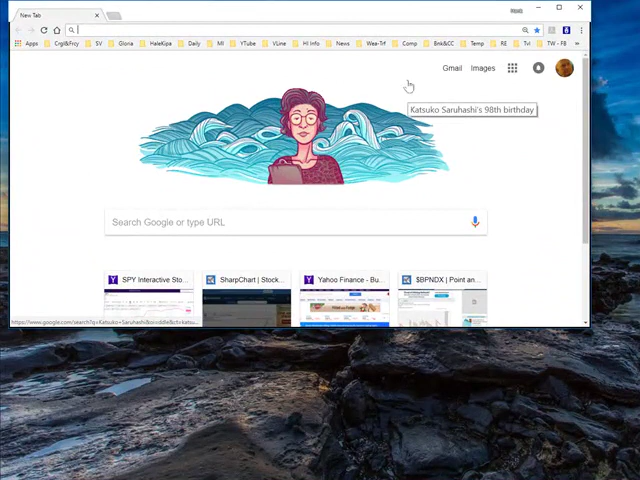 New Tab
Apps Crgl&Frcy SV Gloria HaleKipa Daily MI YTube VLine HI Info News Wea-Trf Comp Bnk&CC Temp RE Tvl TW - FB
Gmail Images
Katsuko Saruhashi's 98th birthday
Search Google or type URL
SPY Interactive Sto... SharpChart | Stock... Yahoo Finance - Bu... $BPNDX | Point an...